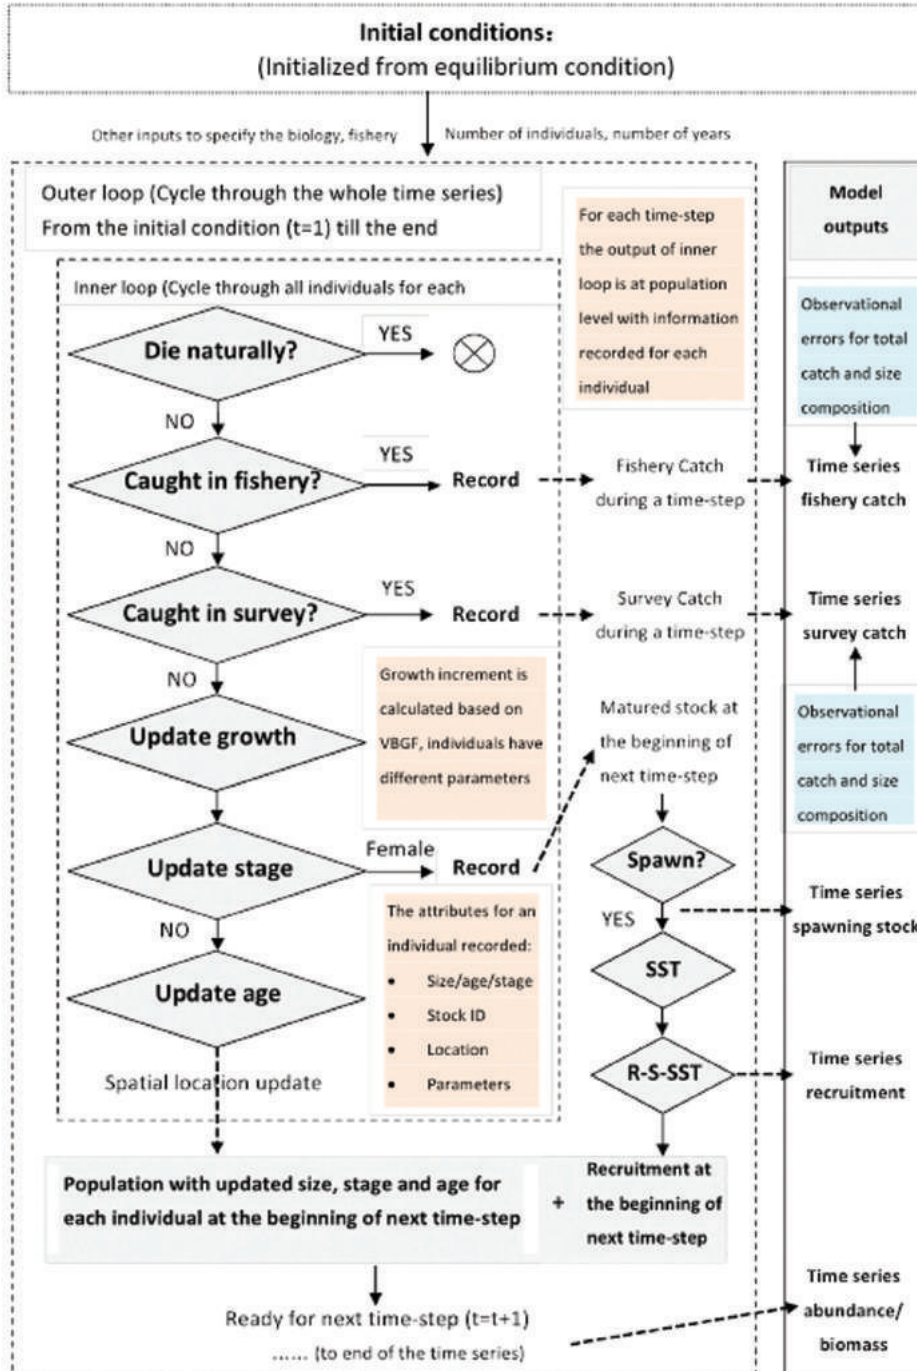 Initial conditions:
(Initialized from equilibrium condition)
Other inputs to specify the biology, fishery
Number of individuals, number of years
Outer loop (Cycle through the whole time series)
From the initial condition (t=1) till the end
For each time-step
the output of inner
loop is at population
level with information
recorded for each
individual
Model
outputs
Inner loop (Cycle through all individuals for each
Observational
errors for total
catch and size
composition
Die naturally?
YES
NO
Caught in fishery?
YES
Record
Fishery Catch
during a time-step
Time series
fishery catch
NO
Caught in survey?
YES
Record
Survey Catch
during a time-step
Time series
survey catch
NO
Update growth
Growth increment is
calculated based on
VBGF, individuals have
different parameters
Matured stock at
the beginning of
next time-step
Observational
errors for total
catch and size
composition
Update stage
Female
Record
Spawn?
YES
Time series
spawning stock
NO
Update age
The attributes for an
individual recorded:
• Size/age/stage
• Stock ID
• Location
• Parameters
SST
R-S-SST
Time series
recruitment
Spatial location update
Population with updated size, stage and age for
each individual at the beginning of next time-step
+
Recruitment at
the beginning of
next time-step
Ready for next time-step (t=t+1)
...... (to end of the time series)
Time series
abundance/
biomass